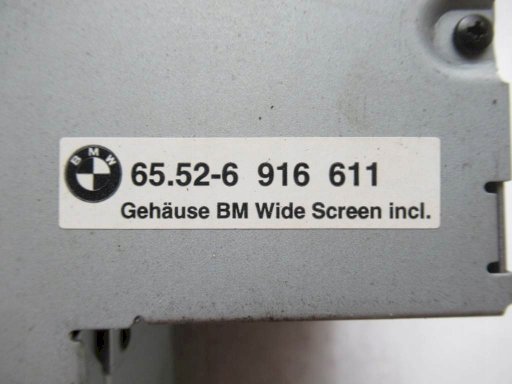 BMW
65.52-6 916 611
Gehäuse BM Wide Screen incl.